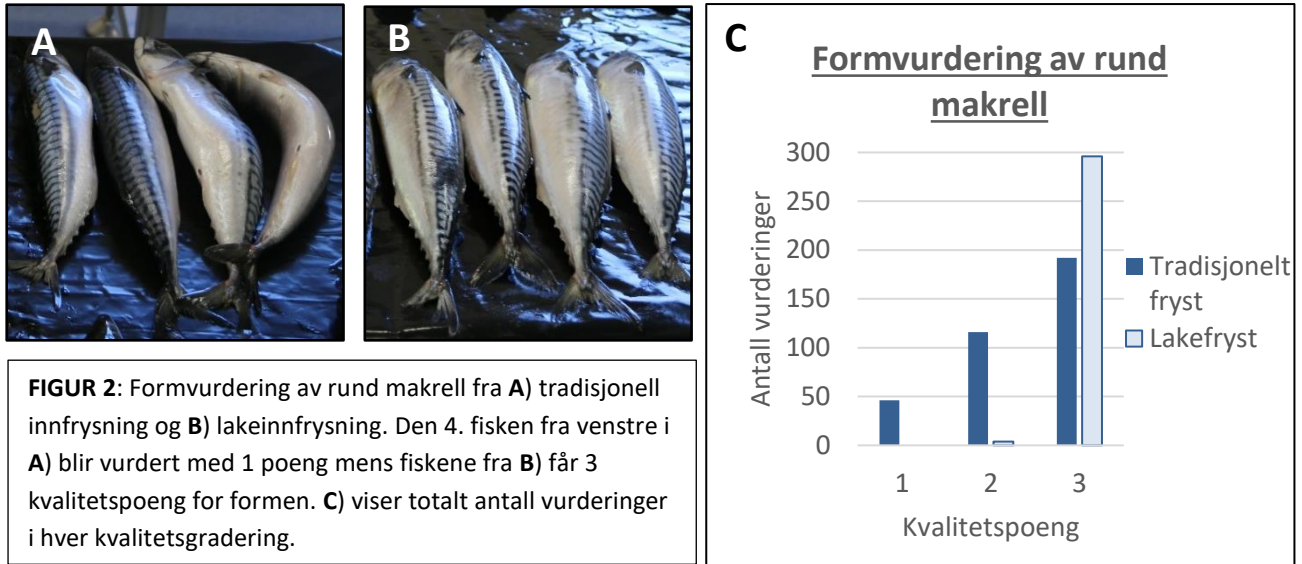 A
B
FIGUR 2: Formvurdering av rund makrell fra A) tradisjonell
innfrysning og B) lakeinnfrysning. Den 4. fisken fra venstre i
A) blir vurdert med 1 poeng mens fiskene fra B) får 3
kvalitetspoeng for formen. C) viser totalt antall vurderinger
i hver kvalitetsgradering.
C
Formvurdering av rund
makrell
Antall vurderinger
300
250
200
150
100
50
0
1 2 3
Kvalitetspoeng
Tradisjonelt
fryst
Lakefryst